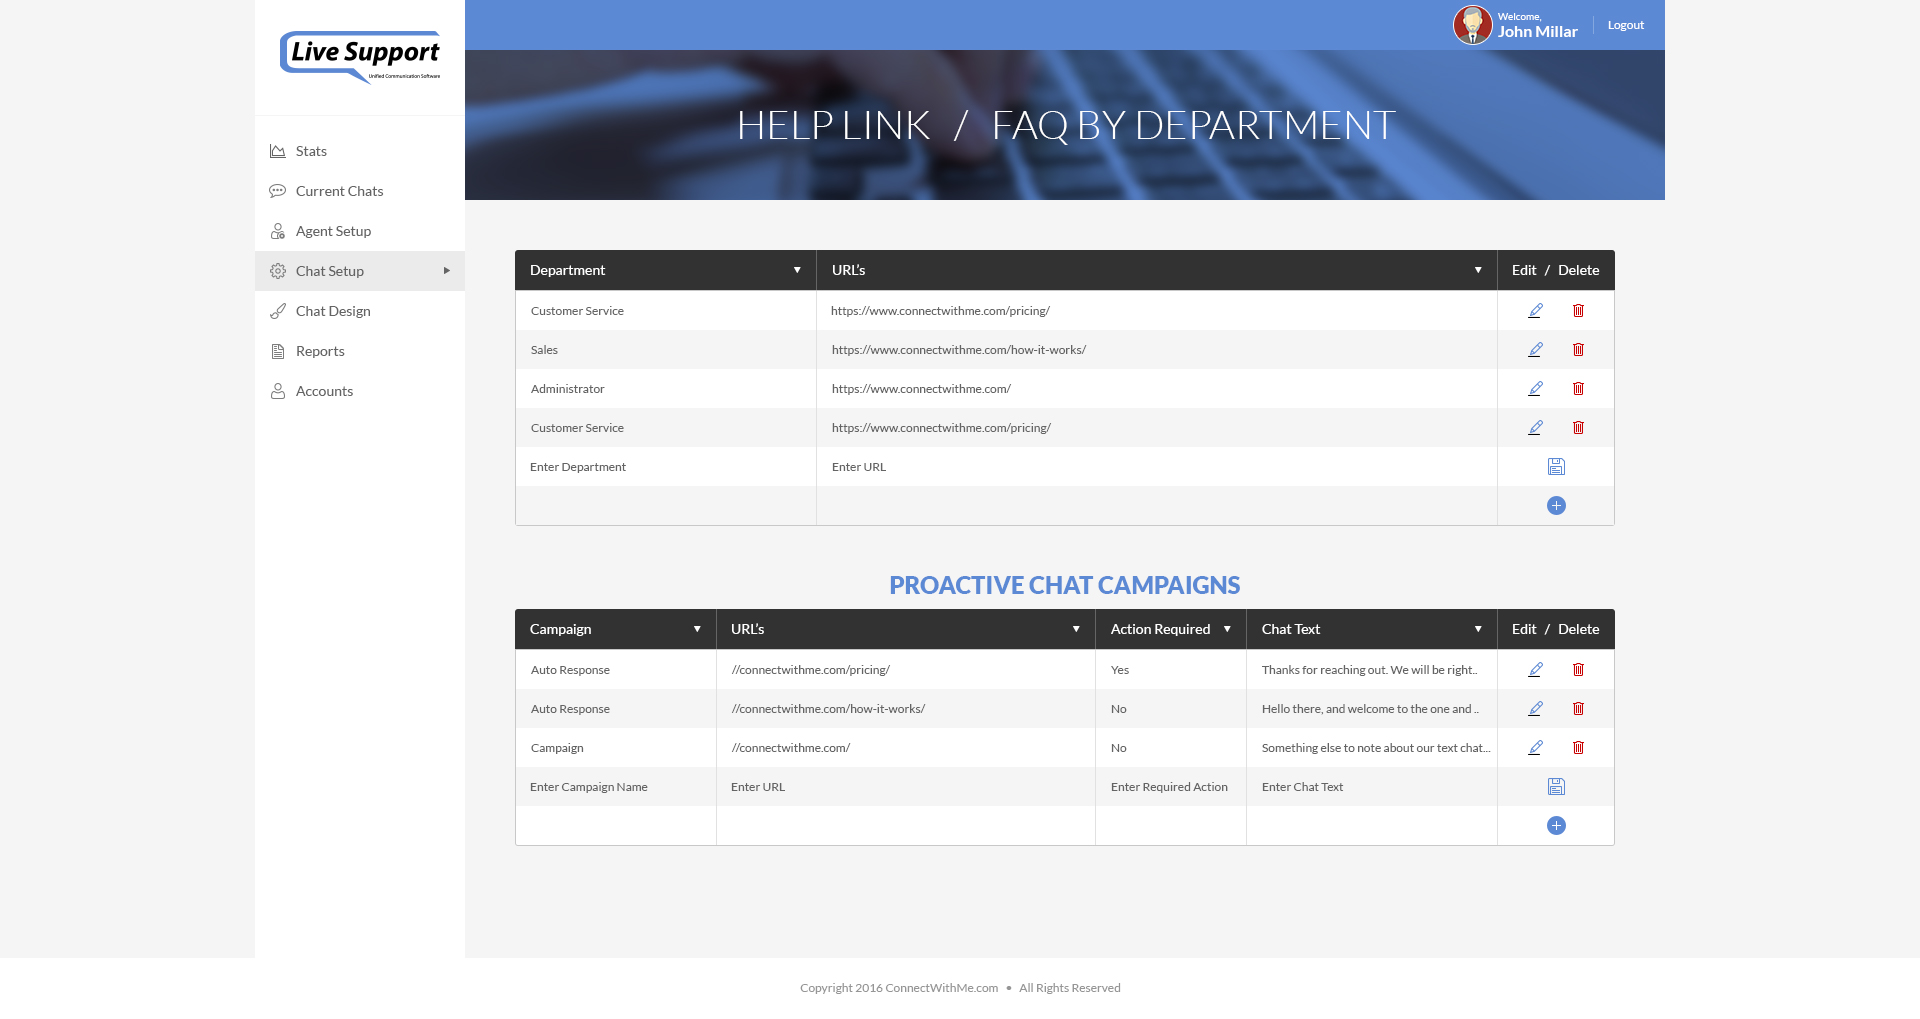 Live Support
Unified Communication Software
Welcome,
John Millar
Logout
HELP LINK / FAQ BY DEPARTMENT
Stats
Current Chats
Agent Setup
Chat Setup
Chat Design
Reports
Accounts
Department URL's Edit / Delete
Customer Service https://www.connectwithme.com/pricing/
Sales https://www.connectwithme.com/how-it-works/
Administrator https://www.connectwithme.com/
Customer Service https://www.connectwithme.com/pricing/
Enter Department Enter URL
PROACTIVE CHAT CAMPAIGNS
Campaign URL's Action Required Chat Text Edit / Delete
Auto Response //connectwithme.com/pricing/ Yes Thanks for reaching out. We will be right..
Auto Response //connectwithme.com/how-it-works/ No Hello there, and welcome to the one and ..
Campaign //connectwithme.com/ No Something else to note about our text chat...
Enter Campaign Name Enter URL Enter Required Action Enter Chat Text
Copyright 2016 ConnectWithMe.com • All Rights Reserved